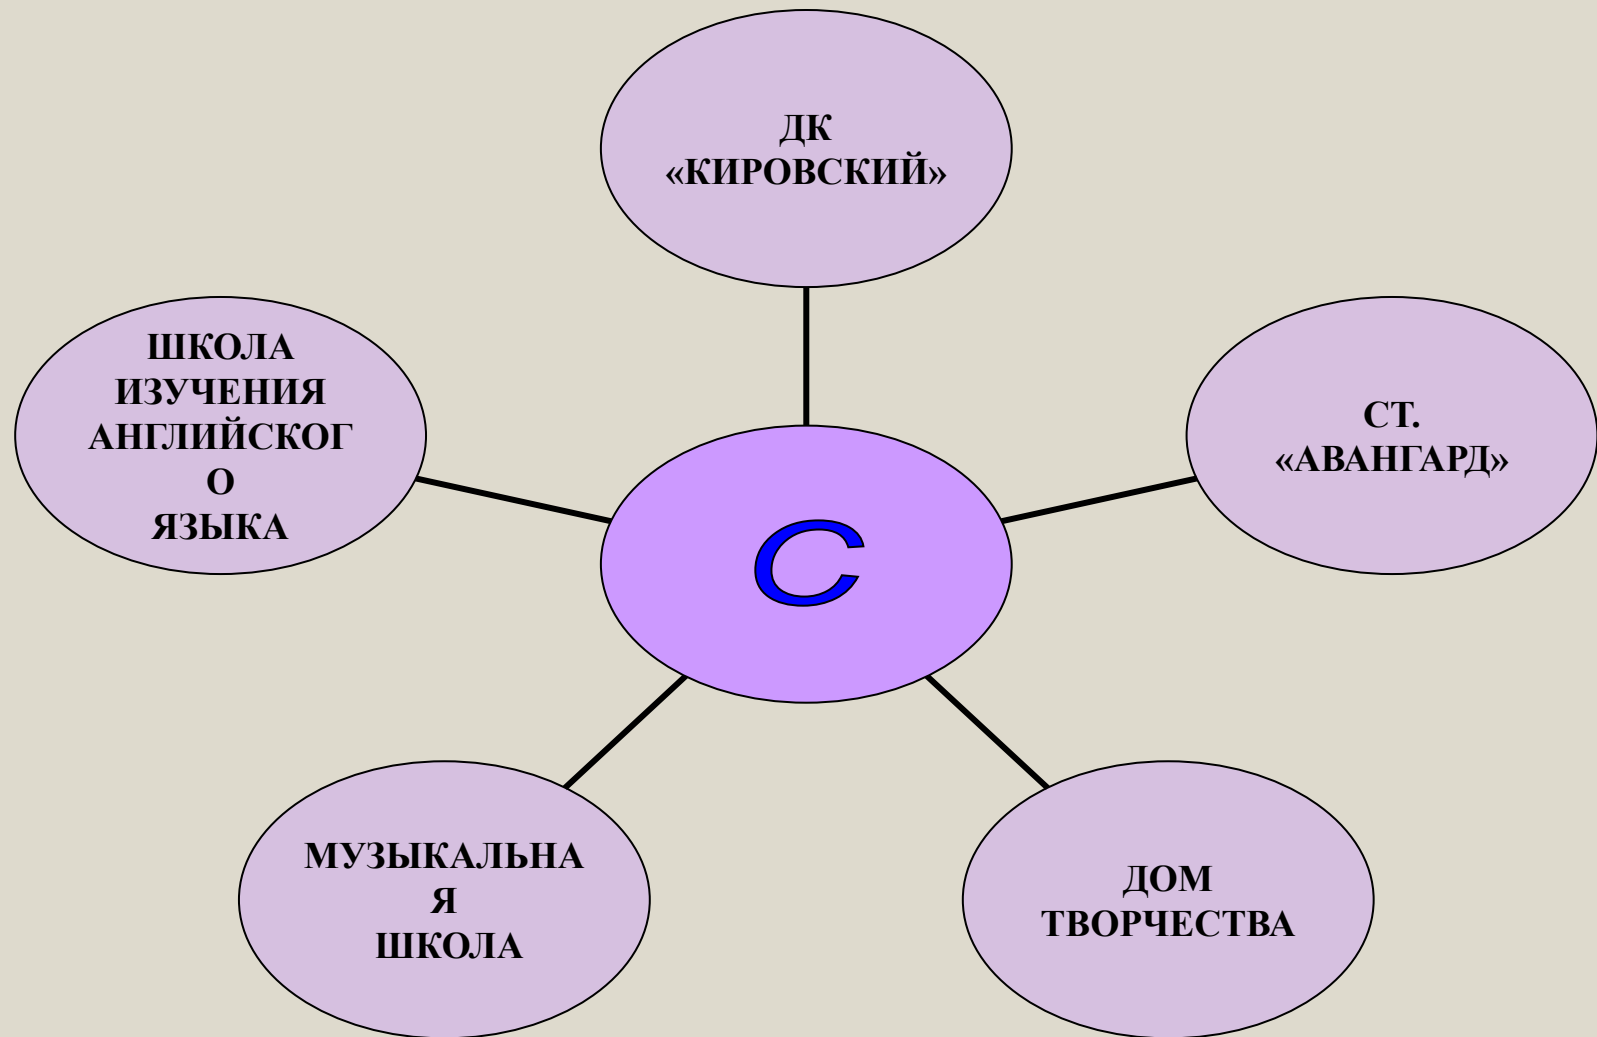 ДК
«КИРОВСКИЙ»
ШКОЛА
ИЗУЧЕНИЯ
АНГЛИЙСКОГ
О
ЯЗЫКА
СТ.
«АВАНГАРД»
С
МУЗЫКАЛЬНА
Я
ШКОЛА
ДОМ
ТВОРЧЕСТВА